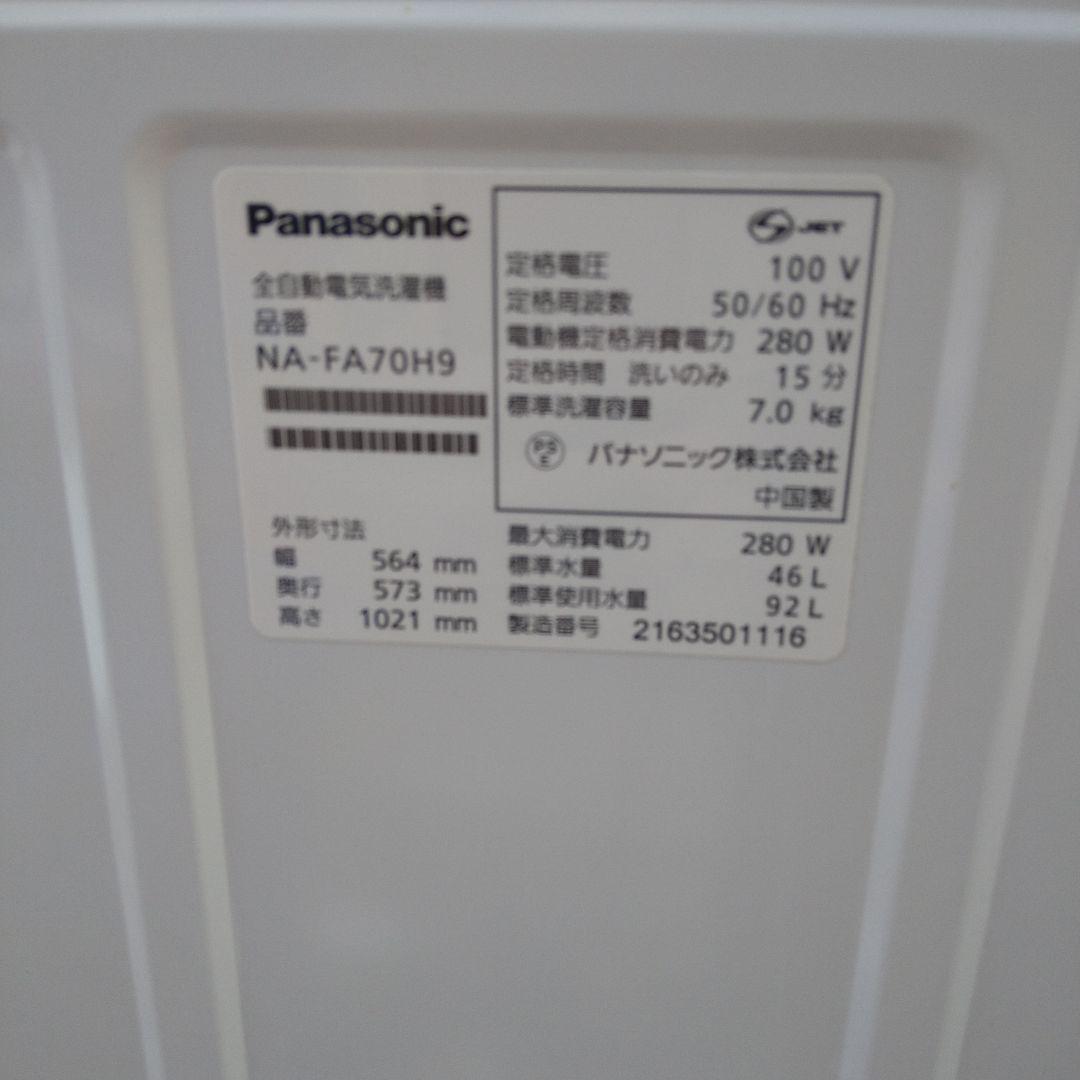 Panasonic
全自動電気洗濯機
品番
NA-FA70H9
JET
定格電圧 100 V
定格周波数 50/60 Hz
電動機定格消費電力 280 W
定格時間 洗いのみ 15 分
標準洗濯容量 7.0 kg
PS E パナソニック株式会社
中国製
外形寸法
幅 564 mm
奥行 573 mm
高さ 1021 mm
最大消費電力 280 W
標準水量 46 L
標準使用水量 92 L
製造番号 2163501116